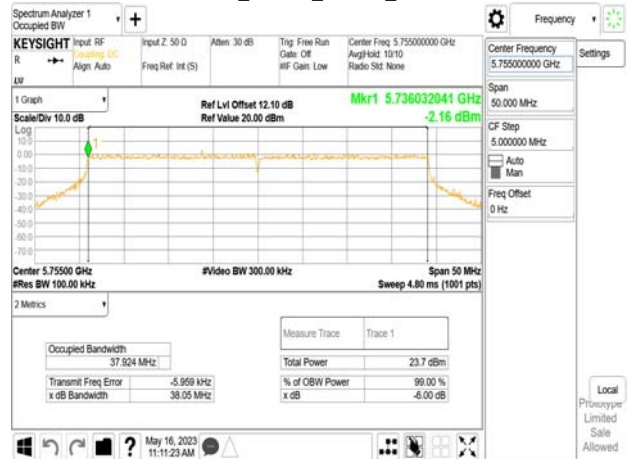 Spectrum Analyzer 1
Occupied BW
Frequency
KEYSIGHT
R
LXI
Input: RF
Coupling: DC
Align: Auto
Input Z: 50 Ω
Freq Ref: Int (S)
Atten: 30 dB
Trig: Free Run
Gate: Off
#IF Gain: Low
Center Freq: 5.755000000 GHz
Avg|Hold: 10/10
Radio Std: None
Center Frequency
5.755000000 GHz
Settings
Span
50.000 MHz
CF Step
5.000000 MHz
Auto
Man
Freq Offset
0 Hz
1 Graph
Scale/Div 10.0 dB
Ref Lvl Offset 12.10 dB
Ref Value 20.00 dBm
Mkr1 5.736032041 GHz
-2.16 dBm
Log
10.0
0.00
-10.0
-20.0
-30.0
-40.0
-50.0
-60.0
-70.0
1
Center 5.75500 GHz
#Video BW 300.00 kHz
Span 50 MHz
#Res BW 100.00 kHz
Sweep 4.80 ms (1001 pts)
2 Metrics
Measure Trace Trace 1
Occupied Bandwidth
37.924 MHz
Total Power 23.7 dBm
Transmit Freq Error -5.959 kHz
% of OBW Power 99.00 %
x dB Bandwidth 38.05 MHz
x dB -6.00 dB
Local
Prototype
Limited
Sale
Allowed
?
May 16, 2023
11:11:23 AM